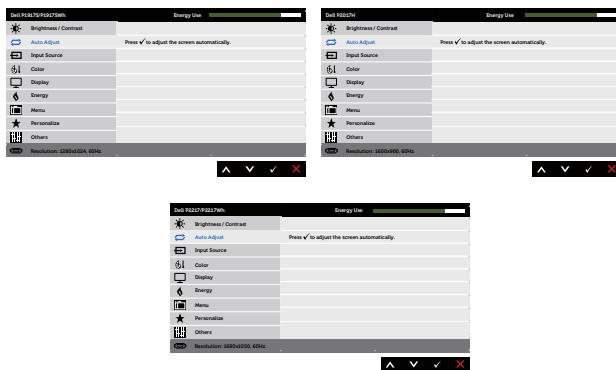 Dell P1917S/P1917SWh Energy Use
Brightness / Contrast
Auto Adjust Press ✓ to adjust the screen automatically.
Input Source
Color
Display
Energy
Menu
Personalize
Others
Resolution: 1280x1024, 60Hz
Dell P2017H Energy Use
Brightness / Contrast
Auto Adjust Press ✓ to adjust the screen automatically.
Input Source
Color
Display
Energy
Menu
Personalize
Others
Resolution: 1600x900, 60Hz
Dell P2217/P2217Wh Energy Use
Brightness / Contrast
Auto Adjust Press ✓ to adjust the screen automatically.
Input Source
Color
Display
Energy
Menu
Personalize
Others
Resolution: 1680x1050, 60Hz